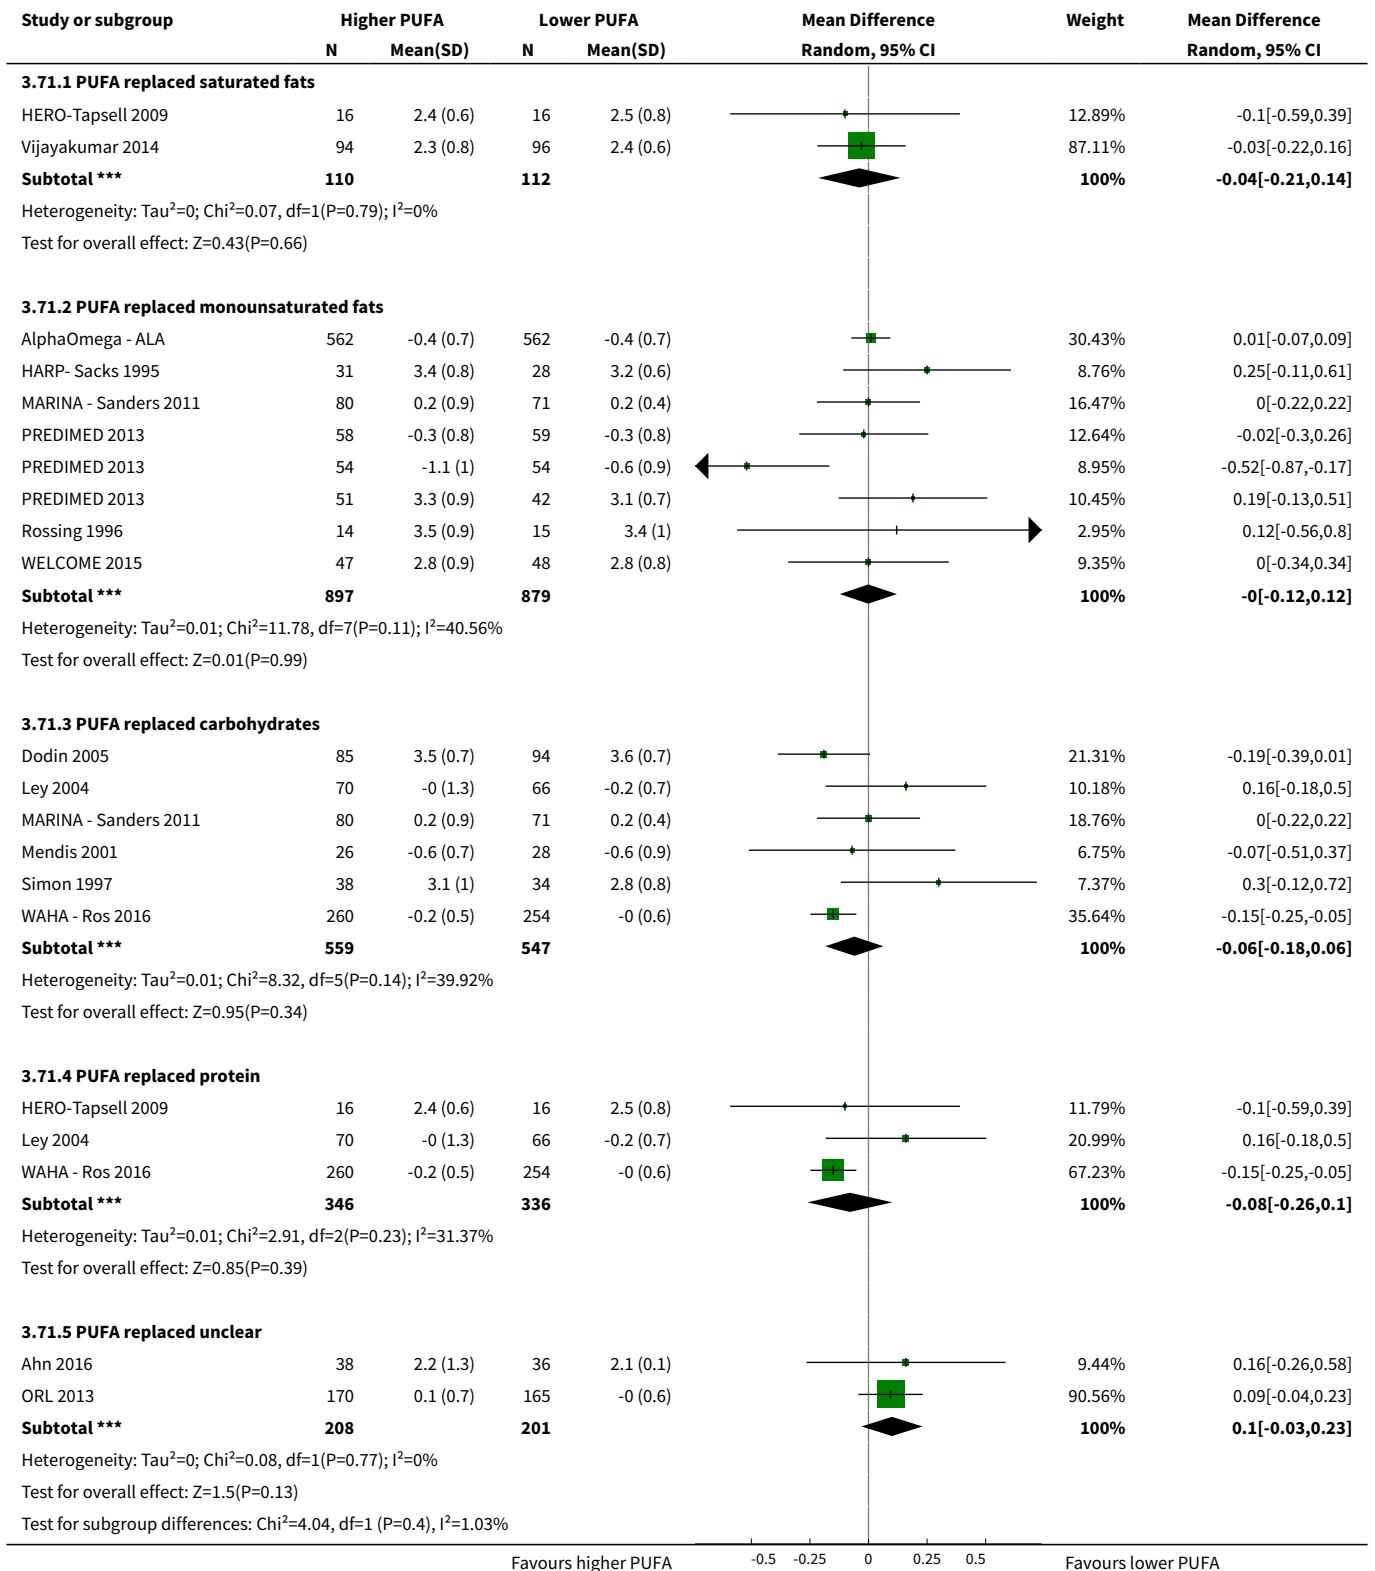 Study or subgroup Higher PUFA Lower PUFA Mean Difference Weight Mean Difference
N Mean(SD) N Mean(SD) Random, 95% CI Random, 95% CI
3.71.1 PUFA replaced saturated fats
HERO-Tapsell 2009 16 2.4 (0.6) 16 2.5 (0.8) 12.89% -0.1[-0.59,0.39]
Vijayakumar 2014 94 2.3 (0.8) 96 2.4 (0.6) 87.11% -0.03[-0.22,0.16]
Subtotal *** 110 112 100% -0.04[-0.21,0.14]
Heterogeneity: Tau²=0; Chi²=0.07, df=1(P=0.79); I²=0%
Test for overall effect: Z=0.43(P=0.66)
3.71.2 PUFA replaced monounsaturated fats
AlphaOmega - ALA 562 -0.4 (0.7) 562 -0.4 (0.7) 30.43% 0.01[-0.07,0.09]
HARP- Sacks 1995 31 3.4 (0.8) 28 3.2 (0.6) 8.76% 0.25[-0.11,0.61]
MARINA - Sanders 2011 80 0.2 (0.9) 71 0.2 (0.4) 16.47% 0[-0.22,0.22]
PREDIMED 2013 58 -0.3 (0.8) 59 -0.3 (0.8) 12.64% -0.02[-0.3,0.26]
PREDIMED 2013 54 -1.1 (1) 54 -0.6 (0.9) 8.95% -0.52[-0.87,-0.17]
PREDIMED 2013 51 3.3 (0.9) 42 3.1 (0.7) 10.45% 0.19[-0.13,0.51]
Rossing 1996 14 3.5 (0.9) 15 3.4 (1) 2.95% 0.12[-0.56,0.8]
WELCOME 2015 47 2.8 (0.9) 48 2.8 (0.8) 9.35% 0[-0.34,0.34]
Subtotal *** 897 879 100% -0[-0.12,0.12]
Heterogeneity: Tau²=0.01; Chi²=11.78, df=7(P=0.11); I²=40.56%
Test for overall effect: Z=0.01(P=0.99)
3.71.3 PUFA replaced carbohydrates
Dodin 2005 85 3.5 (0.7) 94 3.6 (0.7) 21.31% -0.19[-0.39,0.01]
Ley 2004 70 -0 (1.3) 66 -0.2 (0.7) 10.18% 0.16[-0.18,0.5]
MARINA - Sanders 2011 80 0.2 (0.9) 71 0.2 (0.4) 18.76% 0[-0.22,0.22]
Mendis 2001 26 -0.6 (0.7) 28 -0.6 (0.9) 6.75% -0.07[-0.51,0.37]
Simon 1997 38 3.1 (1) 34 2.8 (0.8) 7.37% 0.3[-0.12,0.72]
WAHA - Ros 2016 260 -0.2 (0.5) 254 -0 (0.6) 35.64% -0.15[-0.25,-0.05]
Subtotal *** 559 547 100% -0.06[-0.18,0.06]
Heterogeneity: Tau²=0.01; Chi²=8.32, df=5(P=0.14); I²=39.92%
Test for overall effect: Z=0.95(P=0.34)
3.71.4 PUFA replaced protein
HERO-Tapsell 2009 16 2.4 (0.6) 16 2.5 (0.8) 11.79% -0.1[-0.59,0.39]
Ley 2004 70 -0 (1.3) 66 -0.2 (0.7) 20.99% 0.16[-0.18,0.5]
WAHA - Ros 2016 260 -0.2 (0.5) 254 -0 (0.6) 67.23% -0.15[-0.25,-0.05]
Subtotal *** 346 336 100% -0.08[-0.26,0.1]
Heterogeneity: Tau²=0.01; Chi²=2.91, df=2(P=0.23); I²=31.37%
Test for overall effect: Z=0.85(P=0.39)
3.71.5 PUFA replaced unclear
Ahn 2016 38 2.2 (1.3) 36 2.1 (0.1) 9.44% 0.16[-0.26,0.58]
ORL 2013 170 0.1 (0.7) 165 -0 (0.6) 90.56% 0.09[-0.04,0.23]
Subtotal *** 208 201 100% 0.1[-0.03,0.23]
Heterogeneity: Tau²=0; Chi²=0.08, df=1(P=0.77); I²=0%
Test for overall effect: Z=1.5(P=0.13)
Test for subgroup differences: Chi²=4.04, df=1 (P=0.4), I²=1.03%
Favours higher PUFA -0.5 -0.25 0 0.25 0.5 Favours lower PUFA